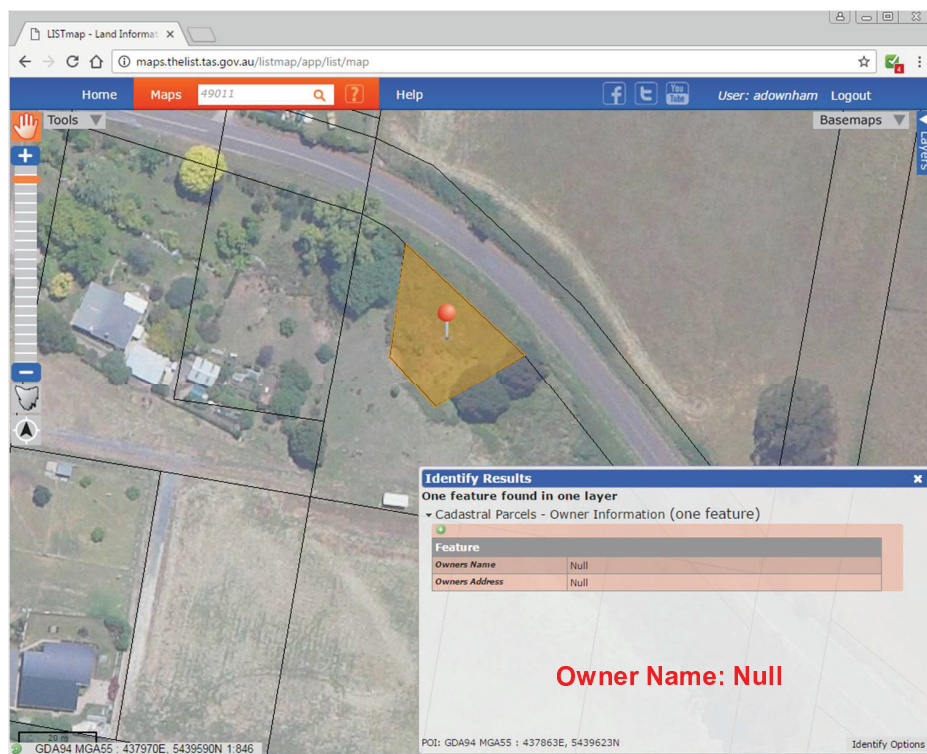 LISTmap - Land Informat
maps.thelist.tas.gov.au/listmap/app/list/map
4
Home Maps 49011 ? Help f t You Tube User: adownham Logout
Tools Basemaps
Layers
Identify Results
One feature found in one layer
Cadastral Parcels - Owner Information (one feature)
Feature
Owners Name Null
Owners Address Null
Owner Name: Null
20 m
GDA94 MGA55 : 437970E, 5439590N 1:846
POI: GDA94 MGA55 : 437863E, 5439623N
Identify Options